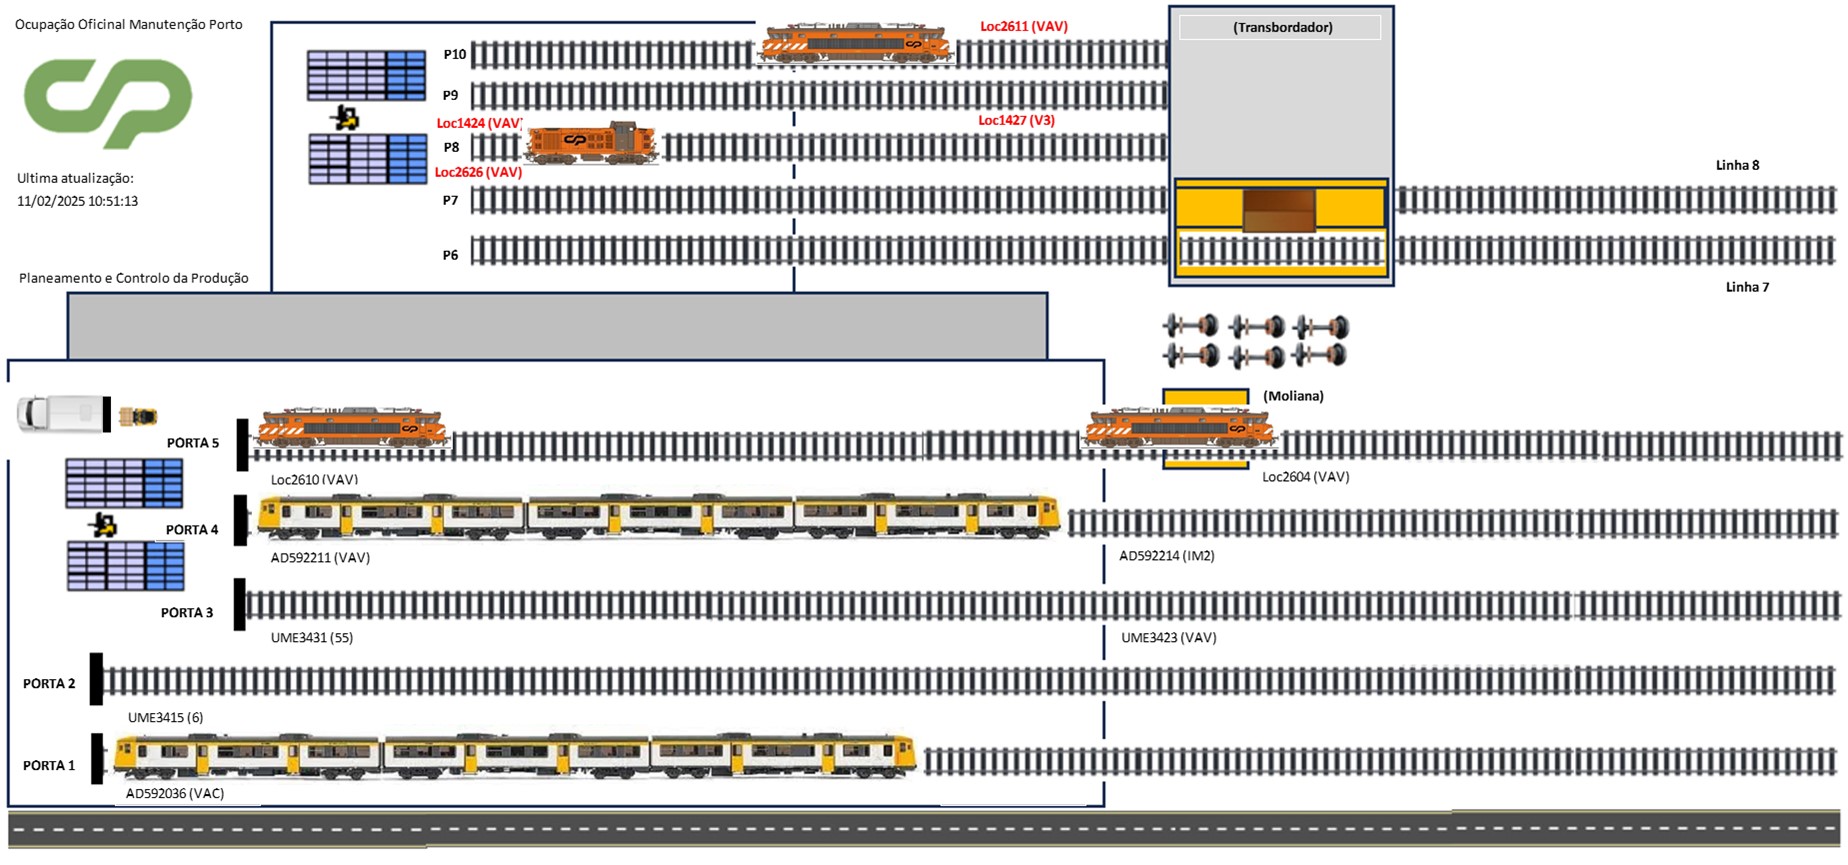 Ocupação Oficinal Manutenção Porto
CP
Ultima atualização:
11/02/2025 10:51:13
Planeamento e Controlo da Produção
Loc2611 (VAV)
(Transbordador)
P10
P9
Loc1424 (VAV)
Loc1427 (V3)
P8
Loc2626 (VAV)
Linha 8
P7
P6
Linha 7
(Moliana)
PORTA 5
Loc2610 (VAV)
Loc2604 (VAV)
PORTA 4
AD592211 (VAV)
AD592214 (IM2)
PORTA 3
UME3431 (55)
UME3423 (VAV)
PORTA 2
UME3415 (6)
PORTA 1
AD592036 (VAC)